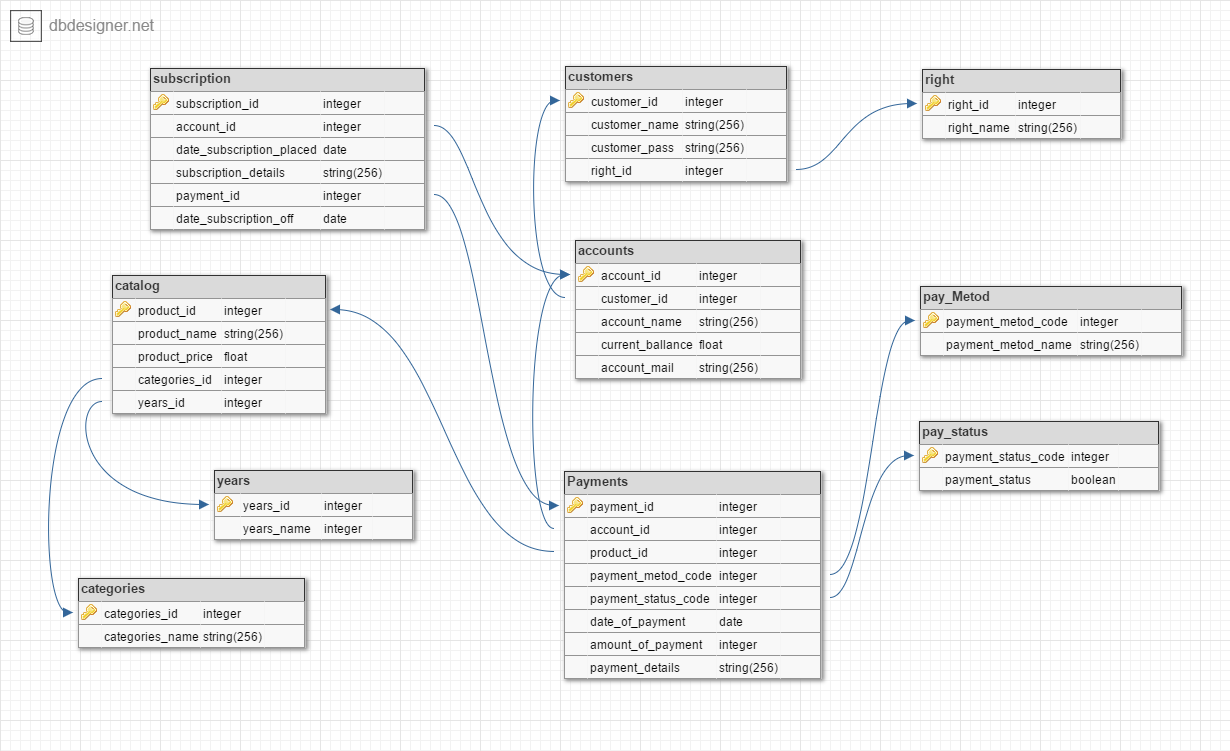 dbdesigner.net
subscription
subscription_id integer
account_id integer
date_subscription_placed date
subscription_details string(256)
payment_id integer
date_subscription_off date
customers
customer_id integer
customer_name string(256)
customer_pass string(256)
right_id integer
right
right_id integer
right_name string(256)
accounts
account_id integer
customer_id integer
account_name string(256)
current_ballance float
account_mail string(256)
catalog
product_id integer
product_name string(256)
product_price float
categories_id integer
years_id integer
pay_Metod
payment_metod_code integer
payment_metod_name string(256)
pay_status
payment_status_code integer
payment_status boolean
years
years_id integer
years_name integer
Payments
payment_id integer
account_id integer
product_id integer
payment_metod_code integer
payment_status_code integer
date_of_payment date
amount_of_payment integer
payment_details string(256)
categories
categories_id integer
categories_name string(256)